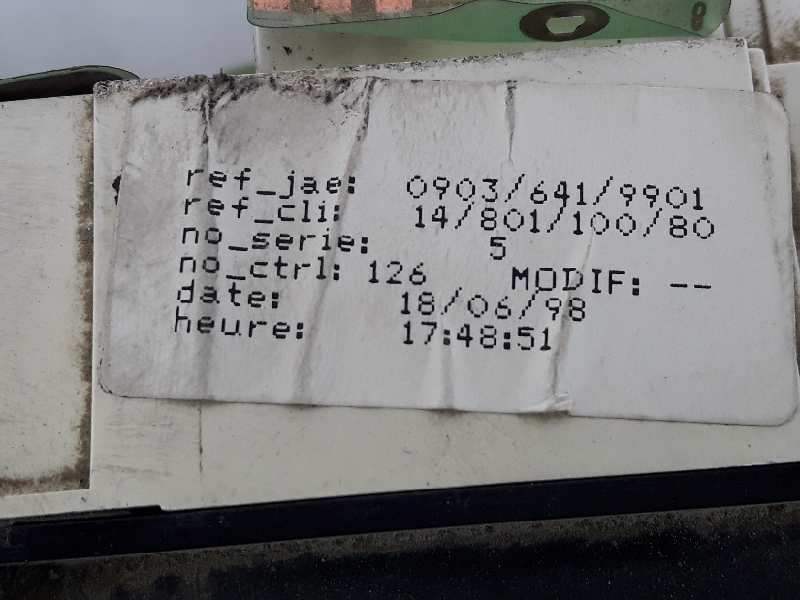 8
ref_jae: 0903/641/9901
ref_cli: 14/801/100/80
no_serie: 5
no_ctrl: 126 MODIF: --
date: 18/06/98
heure: 17:48:51